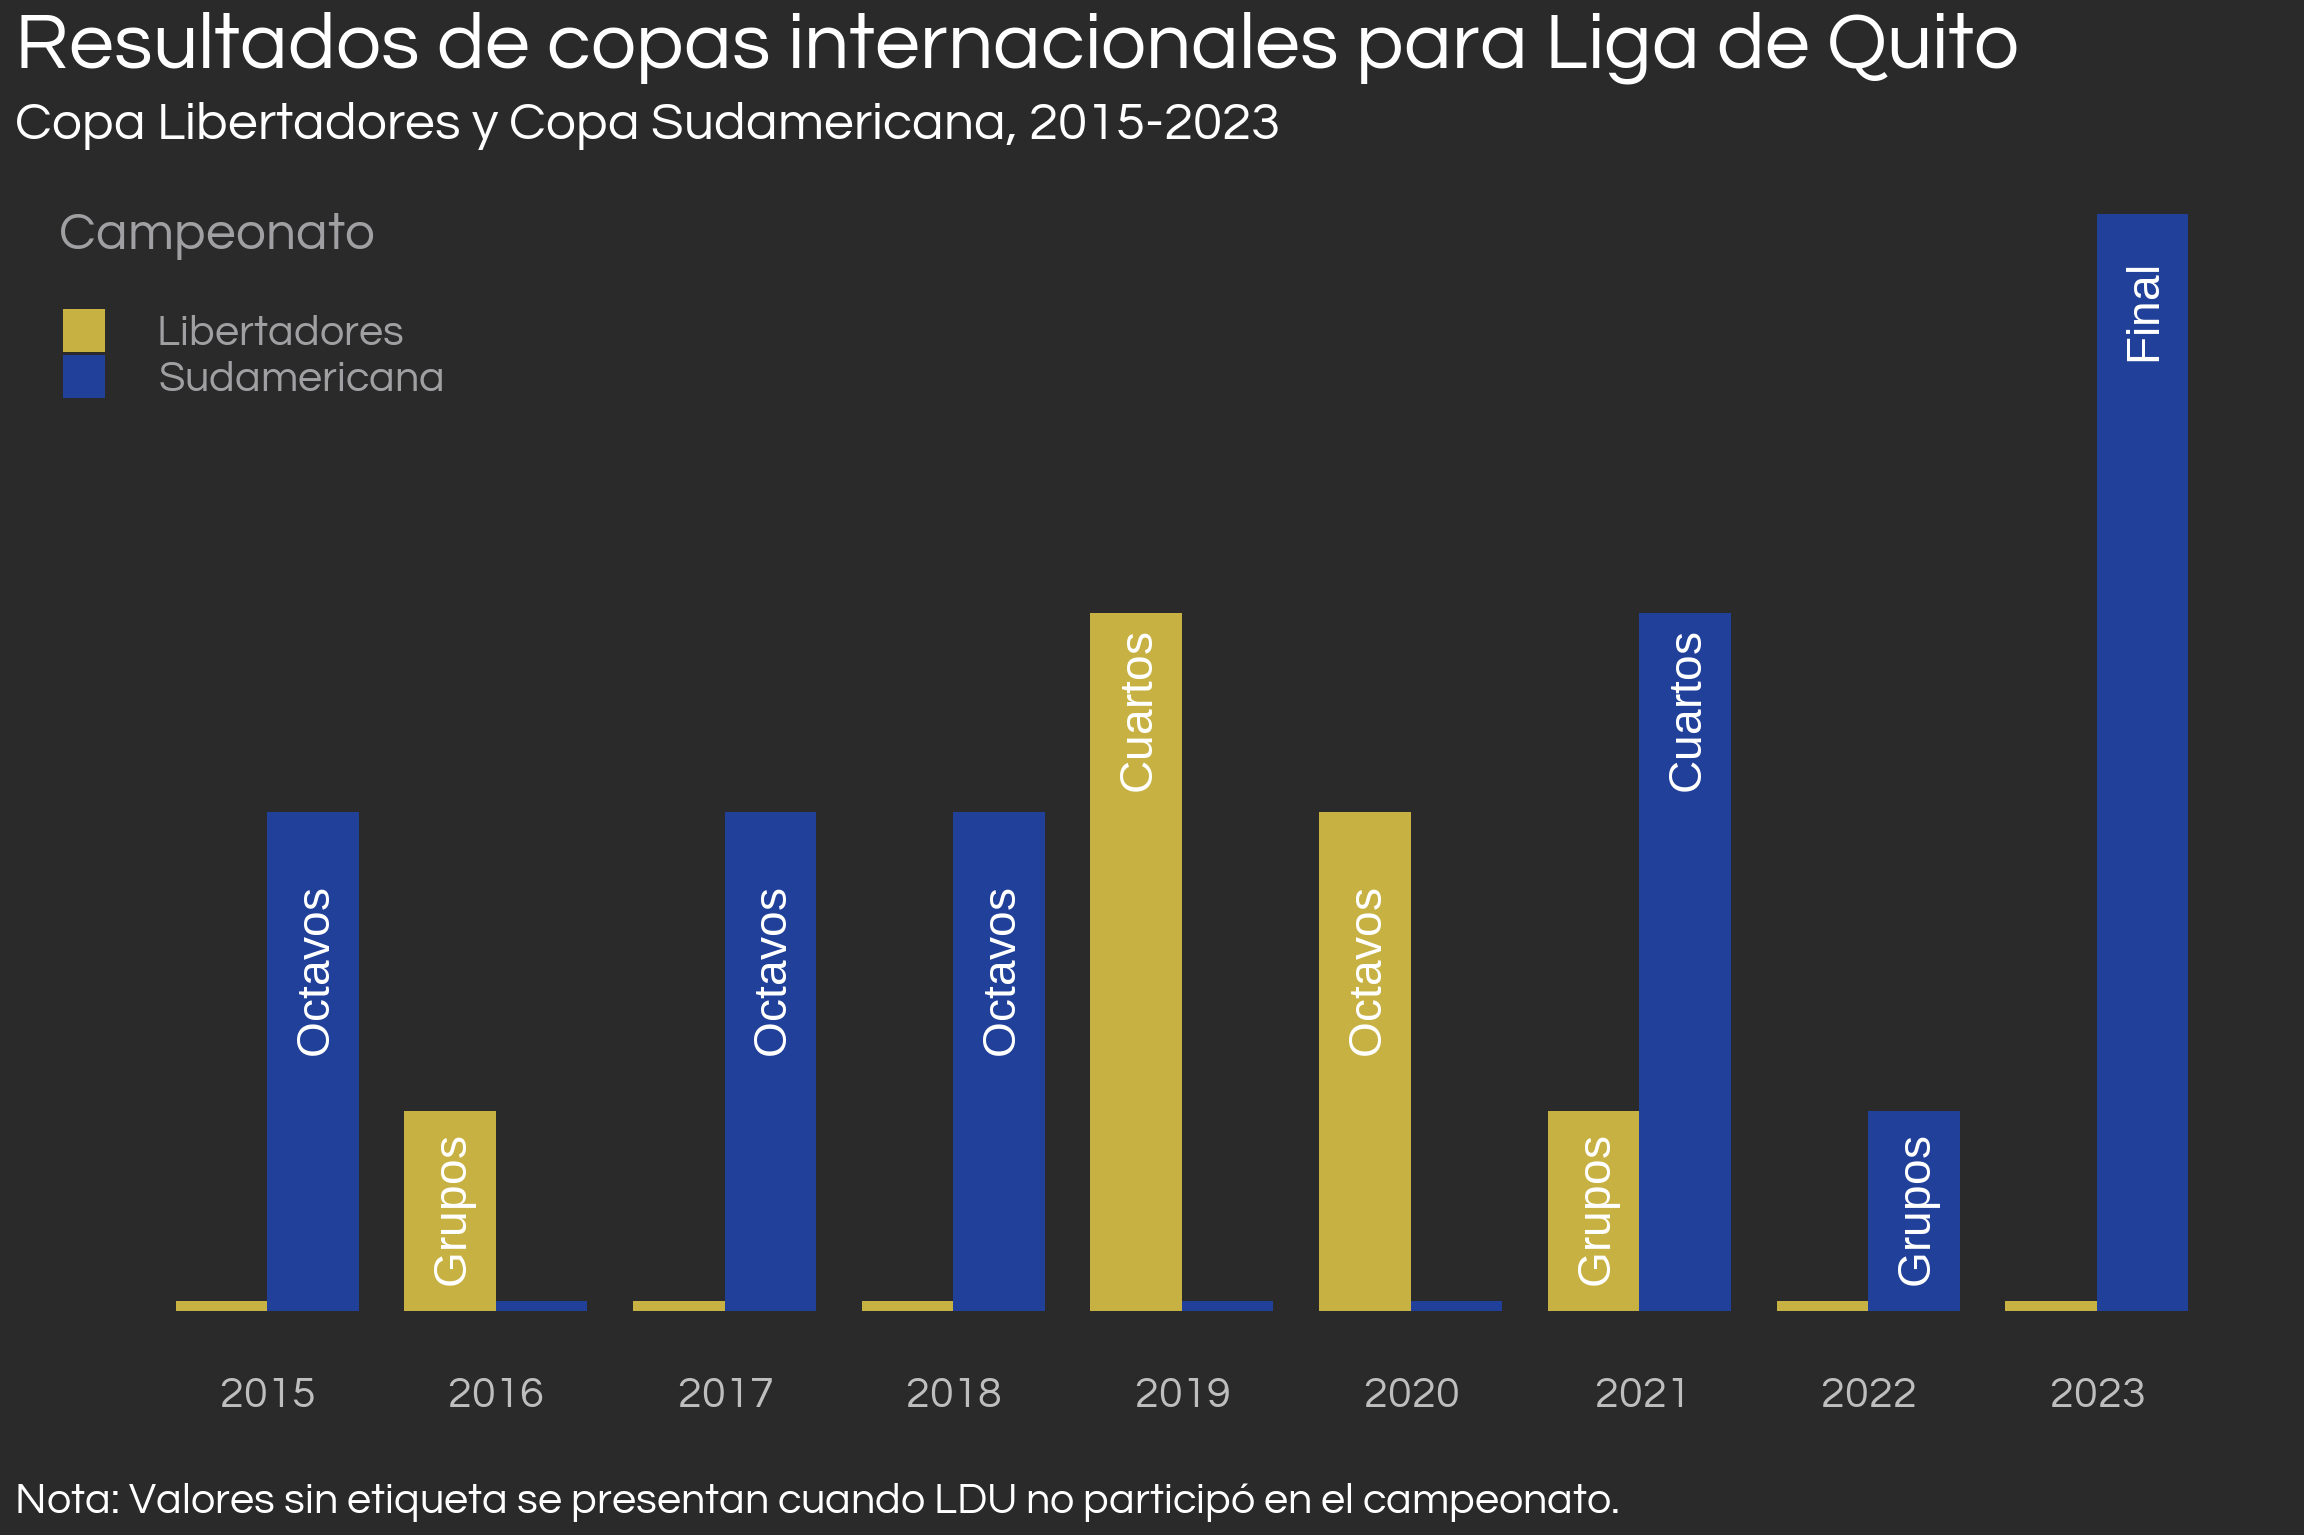 Resultados de copas internacionales para Liga de Quito
Copa Libertadores y Copa Sudamericana, 2015-2023
Campeonato
Libertadores
Sudamericana
Octavos
Grupos
Octavos
Octavos
Cuartos
Octavos
Grupos
Cuartos
Grupos
Final
2015 2016 2017 2018 2019 2020 2021 2022 2023
Nota: Valores sin etiqueta se presentan cuando LDU no participó en el campeonato.